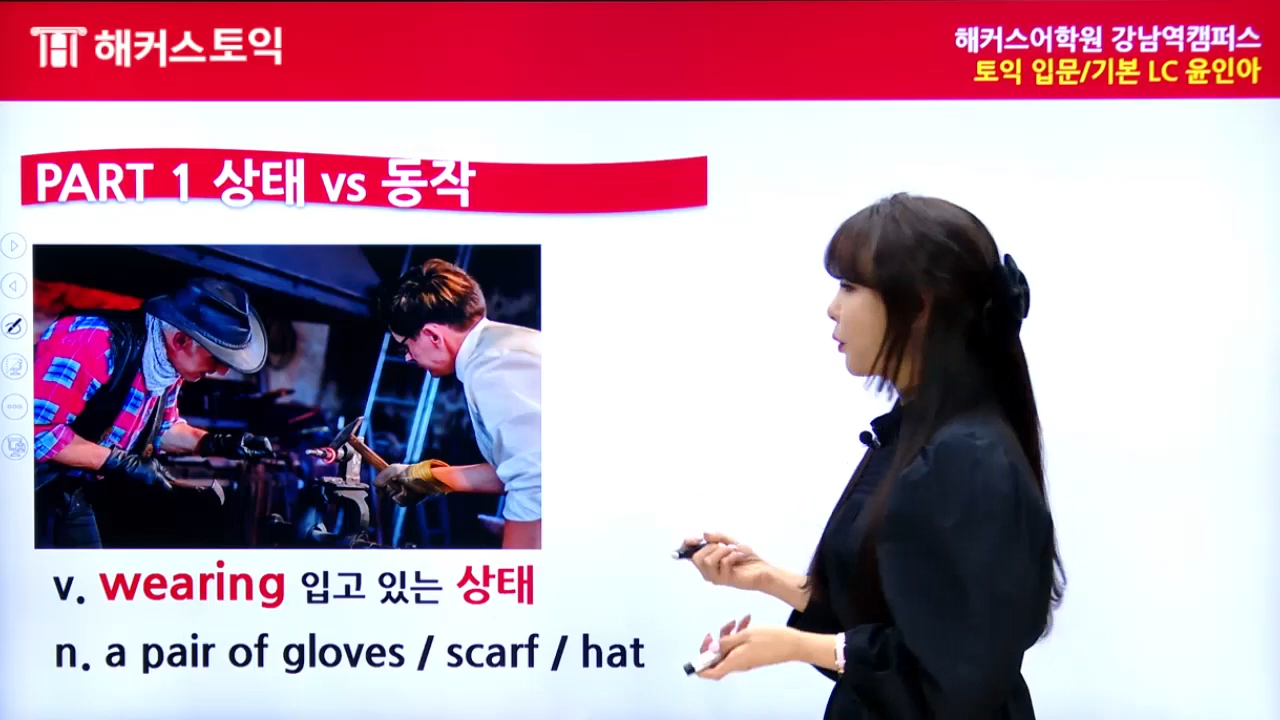 해커스토익
해커스어학원 강남역캠퍼스
토익 입문/기본 LC 윤인아
PART 1 상태 vs 동작
v. wearing 입고 있는 상태
n. a pair of gloves / scarf / hat